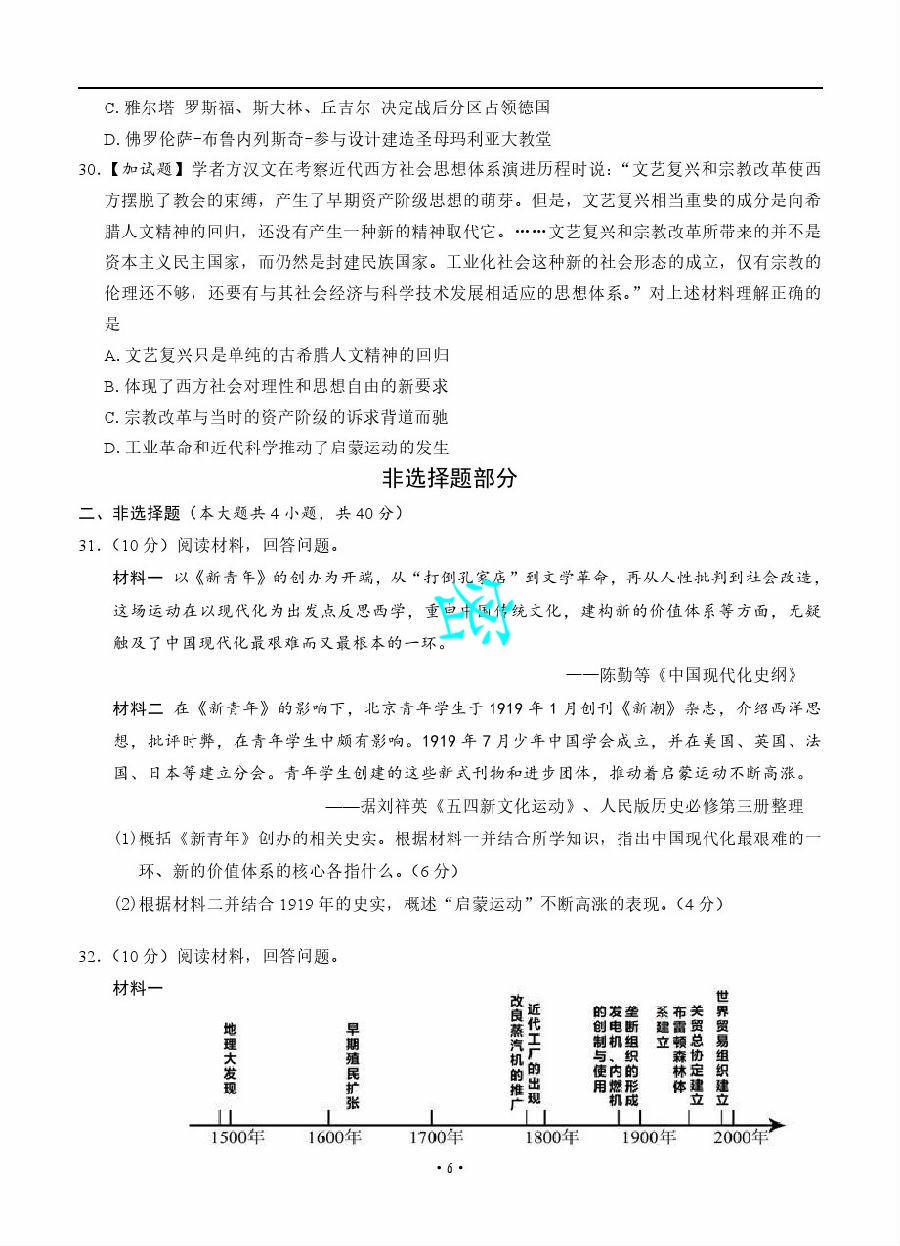 C. 雅尔塔 罗斯福、斯大林、丘吉尔 决定战后分区占领德国
D. 佛罗伦萨-布鲁内列斯奇-参与设计建造圣母玛利亚大教堂
30.【加试题】学者方汉文在考察近代西方社会思想体系演进历程时说：“文艺复兴和宗教改革使西
方摆脱了教会的束缚，产生了早期资产阶级思想的萌芽。但是，文艺复兴相当重要的成分是向希
腊人文精神的回归，还没有产生一种新的精神取代它。……文艺复兴和宗教改革所带来的并不是
资本主义民主国家，而仍然是封建民族国家。工业化社会这种新的社会形态的成立，仅有宗教的
伦理还不够，还要有与其社会经济与科学技术发展相适应的思想体系。”对上述材料理解正确的
是
A. 文艺复兴只是单纯的古希腊人文精神的回归
B. 体现了西方社会对理性和思想自由的新要求
C. 宗教改革与当时的资产阶级的诉求背道而驰
D. 工业革命和近代科学推动了启蒙运动的发生
非选择题部分
二、非选择题（本大题共 4 小题，共 40 分）
31.（10 分）阅读材料，回答问题。
材料一 以《新青年》的创办为开端，从“打倒孔家店”到文学革命，再从人性批判到社会改造，
这场运动在以现代化为出发点反思西学，重回中国传统文化，建构新的价值体系等方面，无疑
触及了中国现代化最艰难而又最根本的一环。
——陈勤等《中国现代化史纲》
材料二 在《新青年》的影响下，北京青年学生于 1919 年 1 月创刊《新潮》杂志，介绍西洋思
想，批评时弊，在青年学生中颇有影响。1919 年 7 月少年中国学会成立，并在美国、英国、法
国、日本等建立分会。青年学生创建的这些新式刊物和进步团体，推动着启蒙运动不断高涨。
——据刘祥英《五四新文化运动》、人民版历史必修第三册整理
(1)概括《新青年》创办的相关史实。根据材料一并结合所学知识，指出中国现代化最艰难的一
环、新的价值体系的核心各指什么。（6 分）
(2)根据材料二并结合 1919 年的史实，概述“启蒙运动”不断高涨的表现。（4 分）
32.（10 分）阅读材料，回答问题。
材料一
地理大发现
早期殖民扩张
改良蒸汽机的推广
近代工厂的出现
发电机、内燃机的创制与使用
垄断组织的形成
布雷顿森林体系建立
关贸总协定建立
世界贸易组织建立
1500年 1600年 1700年 1800年 1900年 2000年
·6·